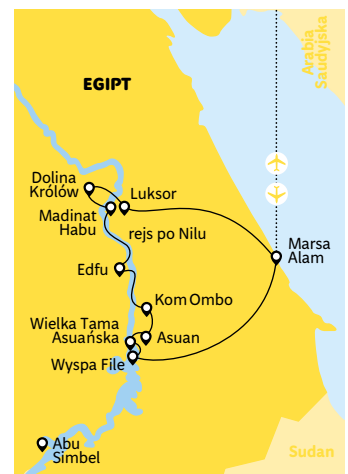 Arabia
Saudyjska
EGIPT
Dolina
Królów
Luksor
Madinat
Habu
rejs po Nilu
Marsa
Alam
Edfu
Kom Ombo
Wielka Tama
Asuańska
Asuan
Wyspa File
Abu
Simbel
Sudan